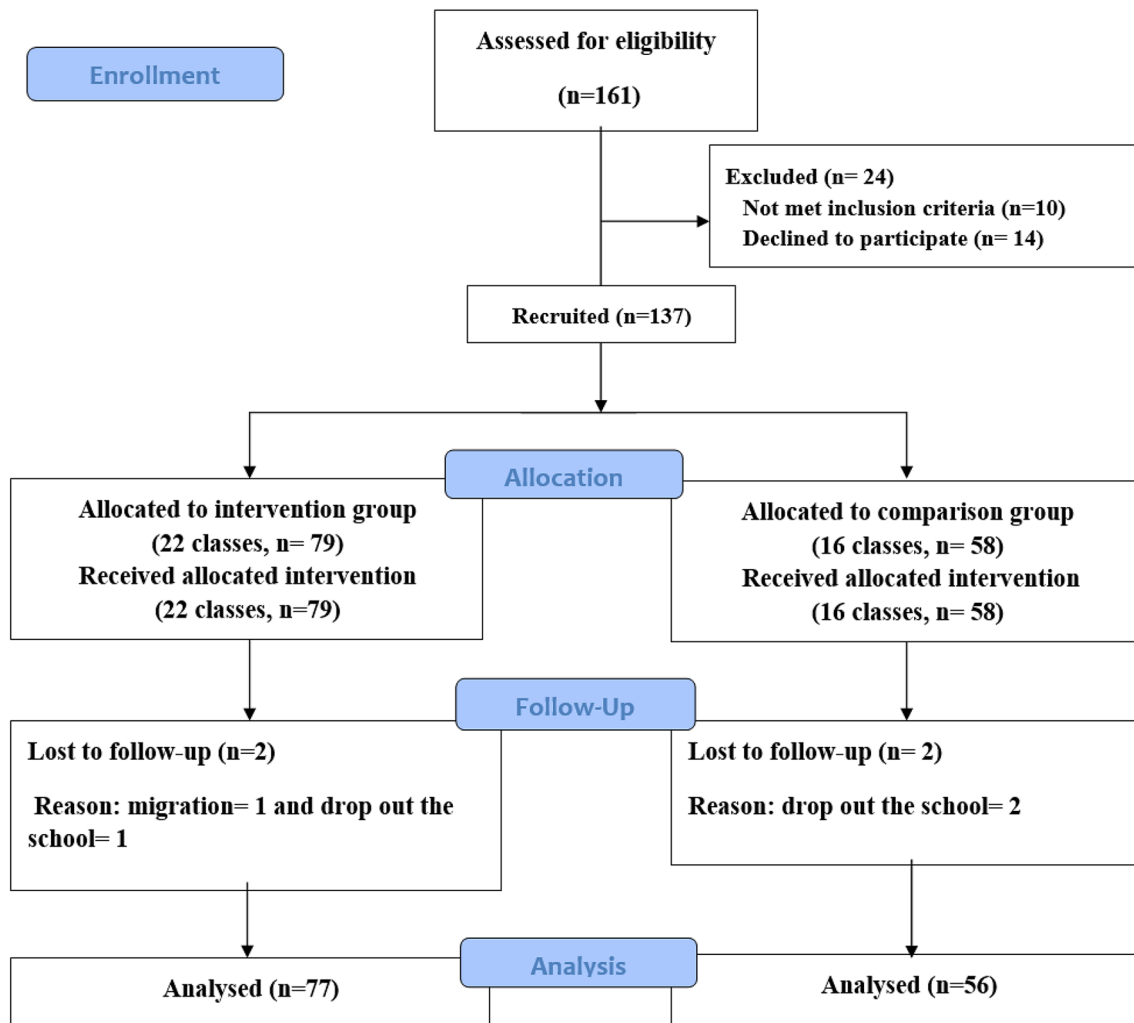 Assessed for eligibility
(n=161)
Enrollment
Excluded (n= 24)
Not met inclusion criteria (n=10)
Declined to participate (n= 14)
Recruited (n=137)
Allocation
Allocated to intervention group
(22 classes, n= 79)
Received allocated intervention
(22 classes, n=79)
Allocated to comparison group
(16 classes, n= 58)
Received allocated intervention
(16 classes, n= 58)
Follow-Up
Lost to follow-up (n=2)
Reason: migration= 1 and drop out the
school= 1
Lost to follow-up (n= 2)
Reason: drop out the school= 2
Analysis
Analysed (n=77)
Analysed (n=56)